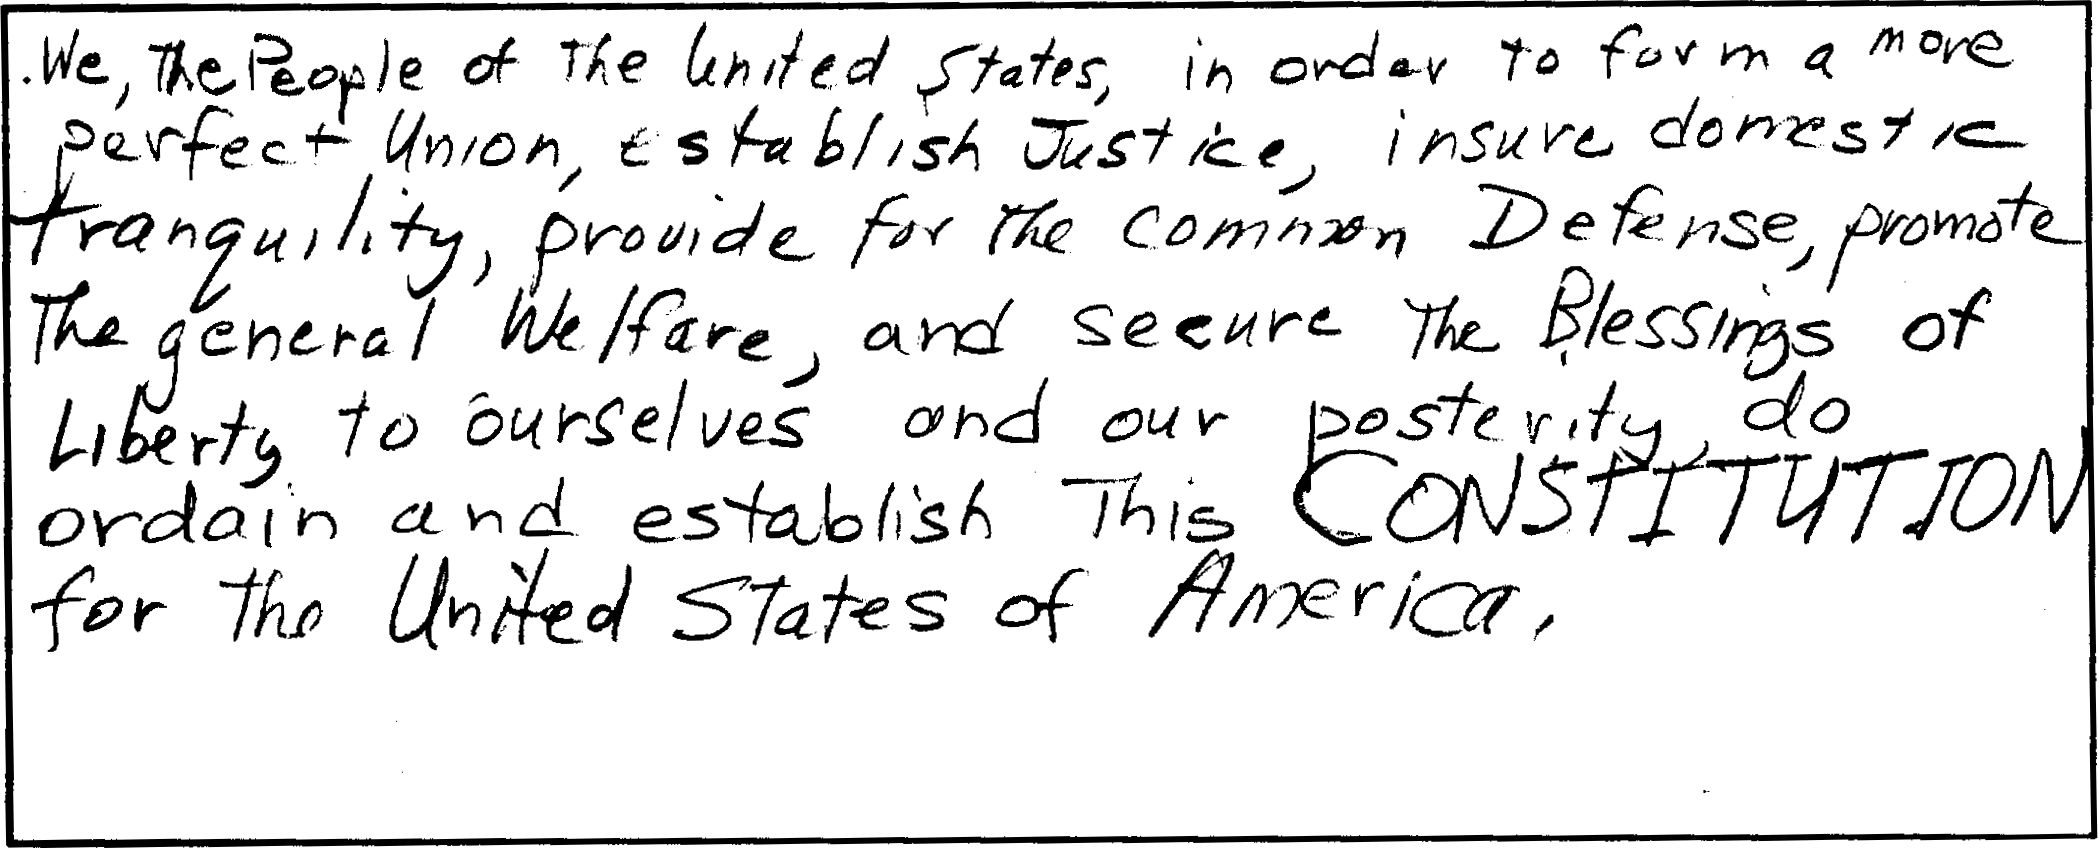 We, the People of the United States, in order to form a more
perfect Union, establish Justice, insure domestic
tranquility, provide for the common Defense, promote
the general Welfare, and secure the Blessings of
Liberty to ourselves and our posterity, do
ordain and establish This CONSTITUTION
for the United States of America.